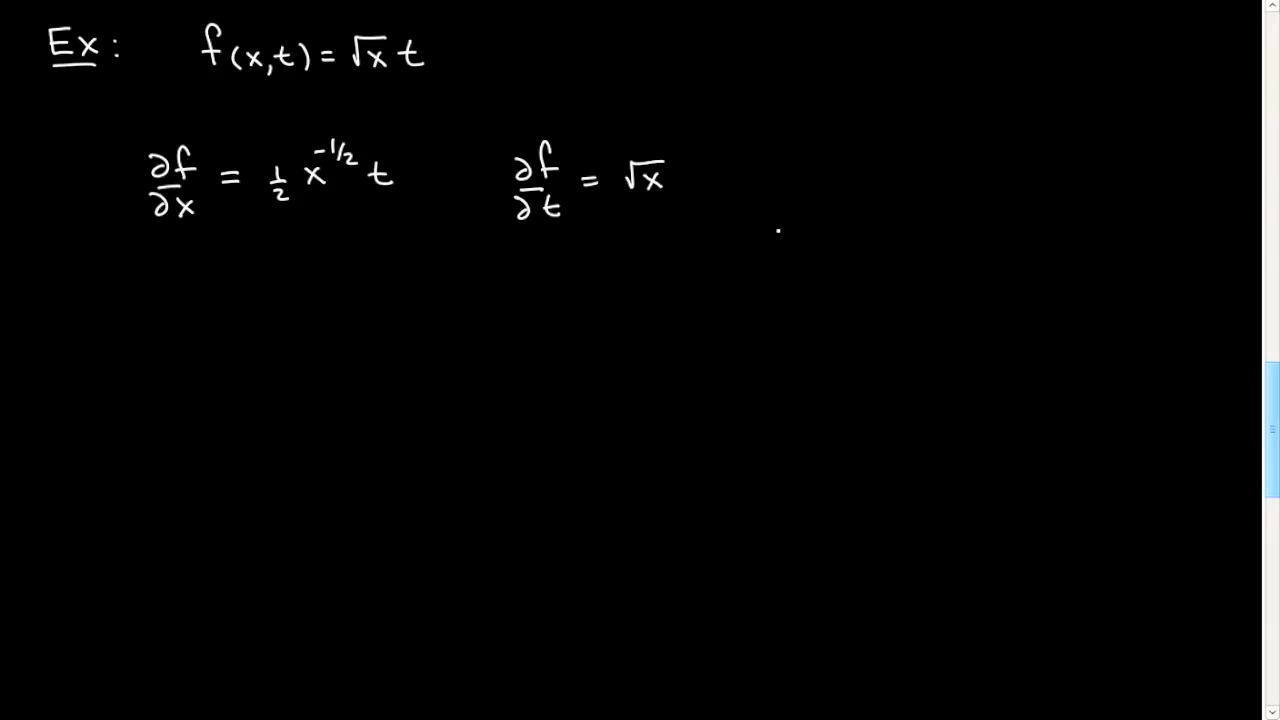 Ex: f(x,t) = √x t
∂f/∂x = 1/2 x^-1/2 t ∂f/∂t = √x